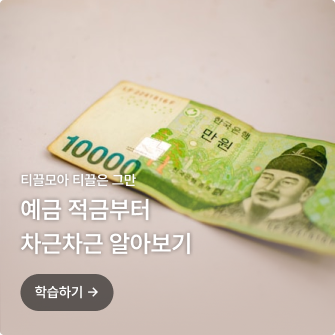 한국은행
만원
10000
티끌모아 티끌은 그만
예금 적금부터
차근차근 알아보기
학습하기 →